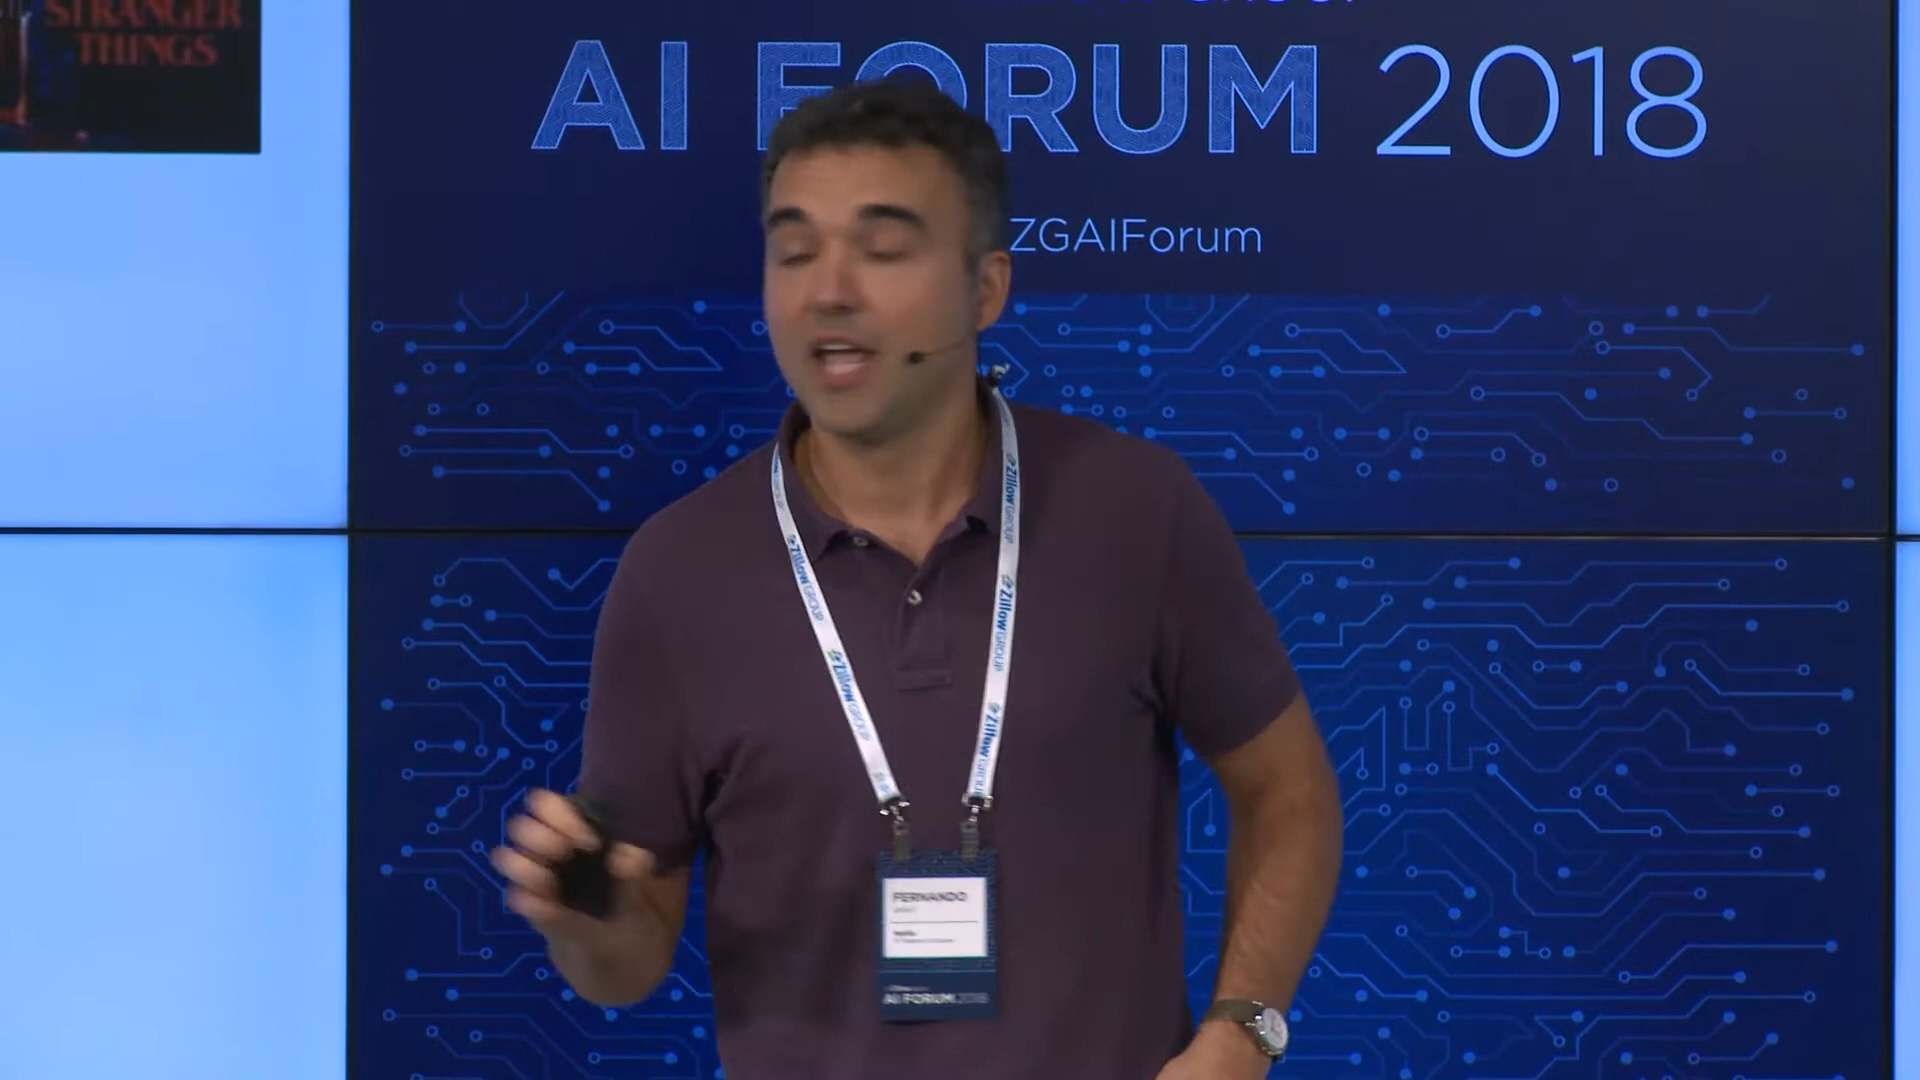 STRANGER
THINGS
AI FORUM 2018
ZGAIForum
Zillow GROUP
Zillow GROUP
Zillow GROUP
Zillow GROUP
Zillow GROUP
FERNANDO
AI FORUM 2018